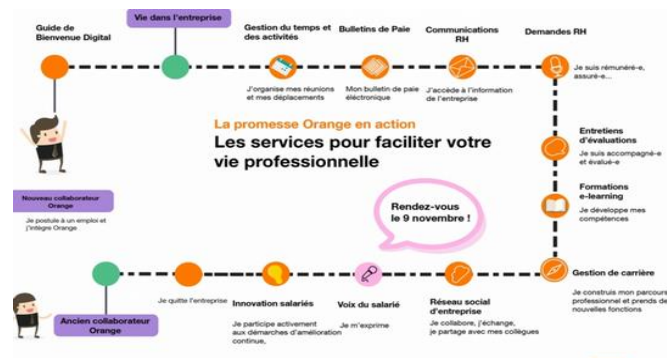 Guide de
Bienvenue Digital
Vie dans l'entreprise
Gestion du temps et
des activités
Bulletins de Paie
Communications
RH
Demandes RH
J'organise mes réunions
et mes déplacements
Mon bulletin de paie
électronique
J'accède à l'information
de l'entreprise
Je suis rémunéré-e,
assuré-e...
La promesse Orange en action
Les services pour faciliter votre
vie professionnelle
Entretiens
d'évaluations
Je suis accompagné-e
et évalué-e
Nouveau collaborateur
Orange
Je postule à un emploi et
j'intègre Orange
Formations
e-learning
Je développe mes
compétences
Rendez-vous
le 9 novembre !
Gestion de carrière
Je construis mon parcours
professionnel et prends de
nouvelles fonctions
Ancien collaborateur
Orange
Je quitte l'entreprise
Innovation salariés
Je participe activement
aux démarches d'amélioration
continue,
Voix du salarié
Je m'exprime
Réseau social
d'entreprise
Je collabore, j'échange,
je partage avec mes collègues